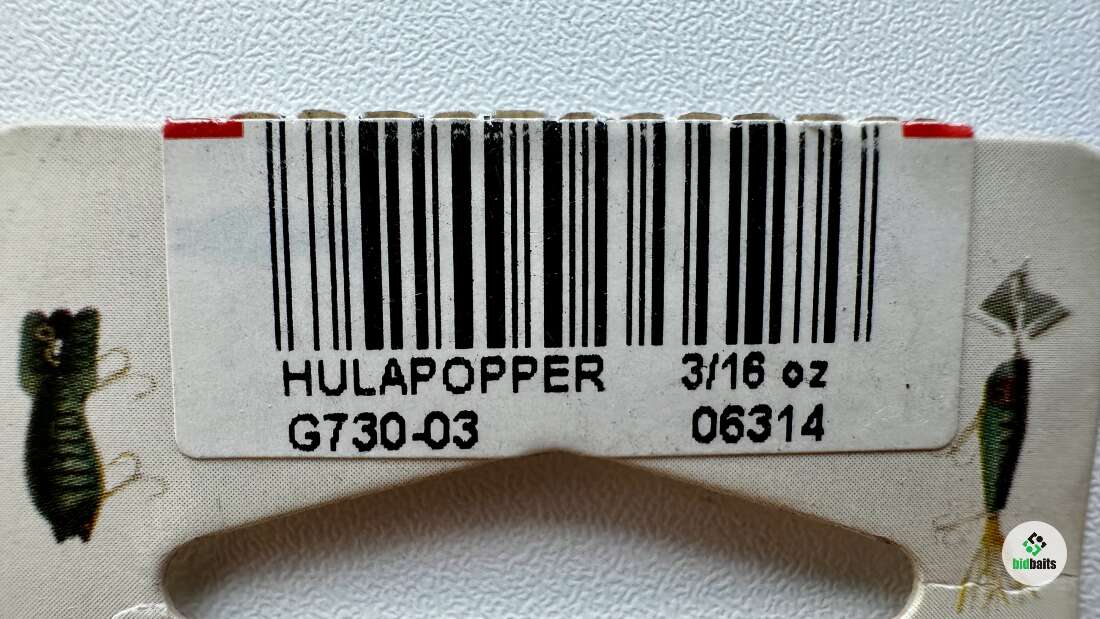 HULAPOPPER 3/16 oz
G730-03 06314
bidbaits